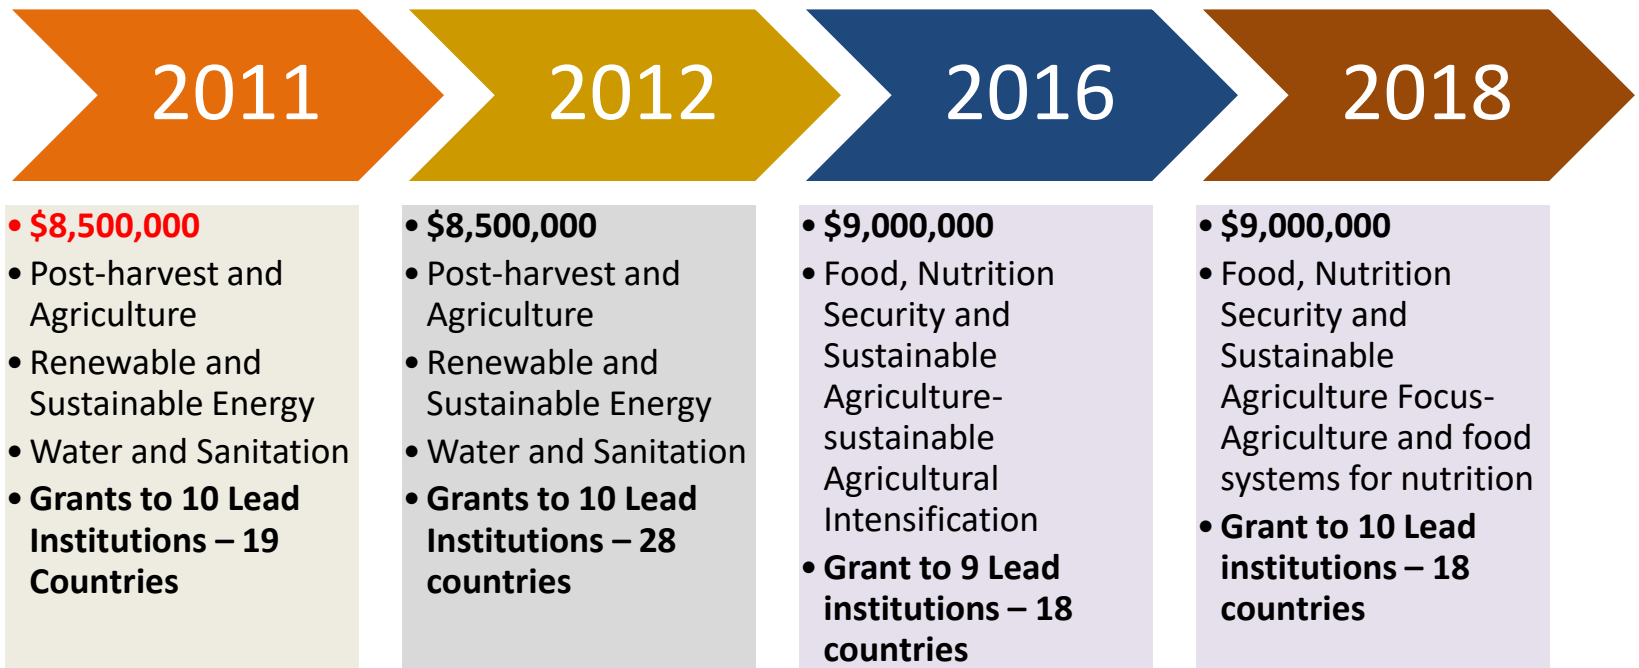 2011
2012
2016
2018
• $8,500,000
• Post-harvest and
Agriculture
• Renewable and
Sustainable Energy
• Water and Sanitation
• Grants to 10 Lead
Institutions – 19
Countries
• $8,500,000
• Post-harvest and
Agriculture
• Renewable and
Sustainable Energy
• Water and Sanitation
• Grants to 10 Lead
Institutions – 28
countries
• $9,000,000
• Food, Nutrition
Security and
Sustainable
Agriculture-
sustainable
Agricultural
Intensification
• Grant to 9 Lead
institutions – 18
countries
• $9,000,000
• Food, Nutrition
Security and
Sustainable
Agriculture Focus-
Agriculture and food
systems for nutrition
• Grant to 10 Lead
institutions – 18
countries